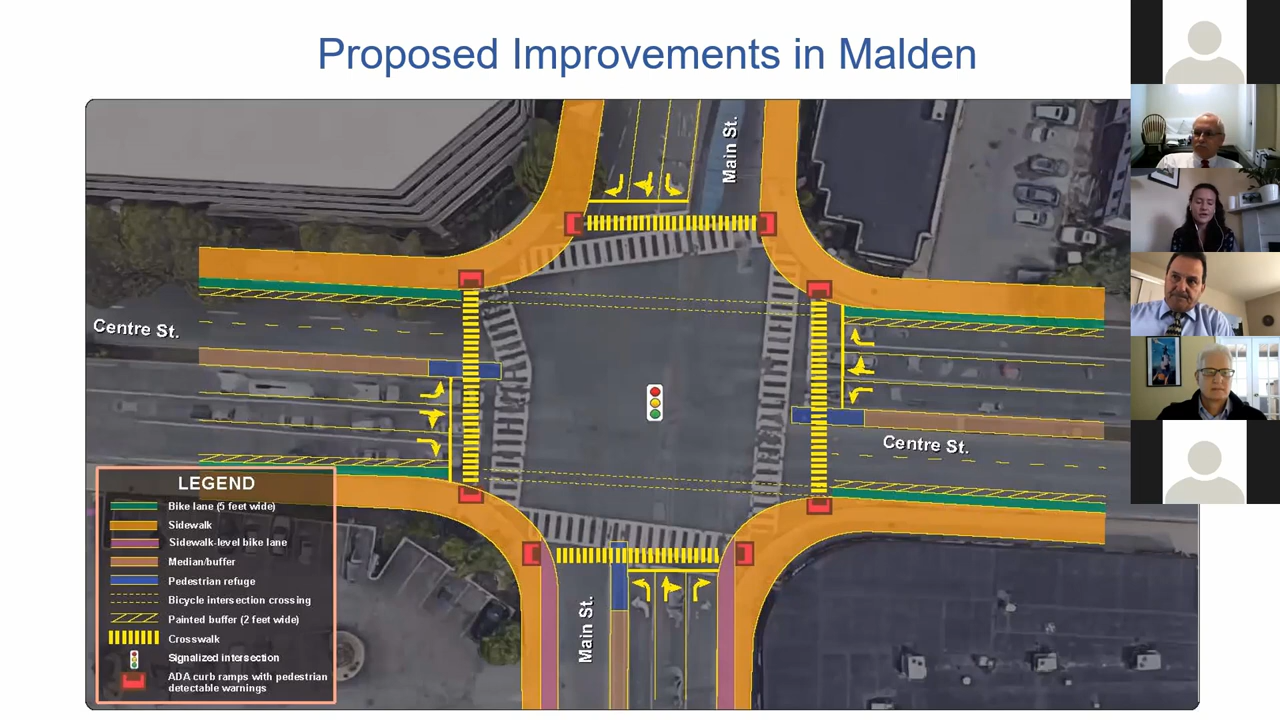 Proposed Improvements in Malden
Main St.
Centre St.
Centre St.
Main St.
LEGEND
Bike lane (5 feet wide)
Sidewalk
Sidewalk-level bike lane
Median/buffer
Pedestrian refuge
Bicycle intersection crossing
Painted buffer (2 feet wide)
Crosswalk
Signalized intersection
ADA curb ramps with pedestrian
detectable warnings